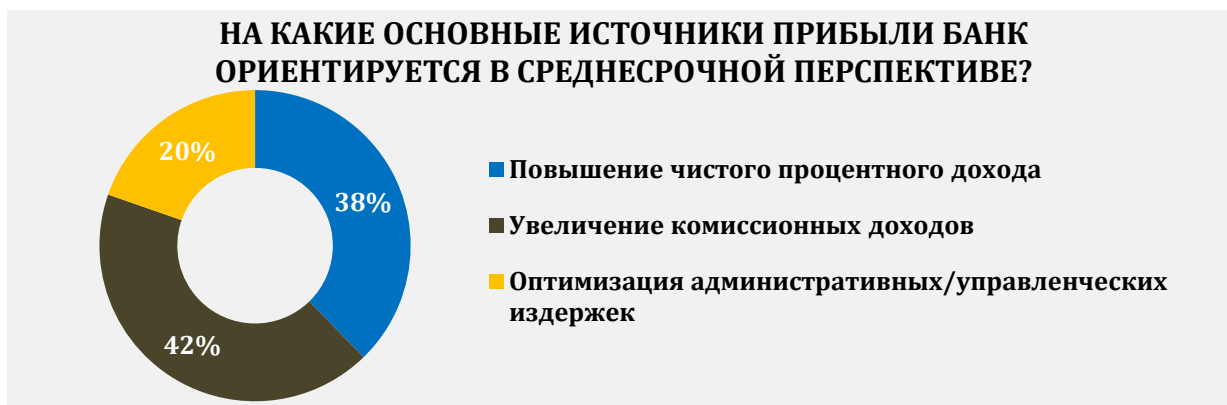 НА КАКИЕ ОСНОВНЫЕ ИСТОЧНИКИ ПРИБЫЛИ БАНК
ОРИЕНТИРУЕТСЯ В СРЕДНЕСРОЧНОЙ ПЕРСПЕКТИВЕ?
20%
38%
42%
Повышение чистого процентного дохода
Увеличение комиссионных доходов
Оптимизация административных/управленческих
издержек